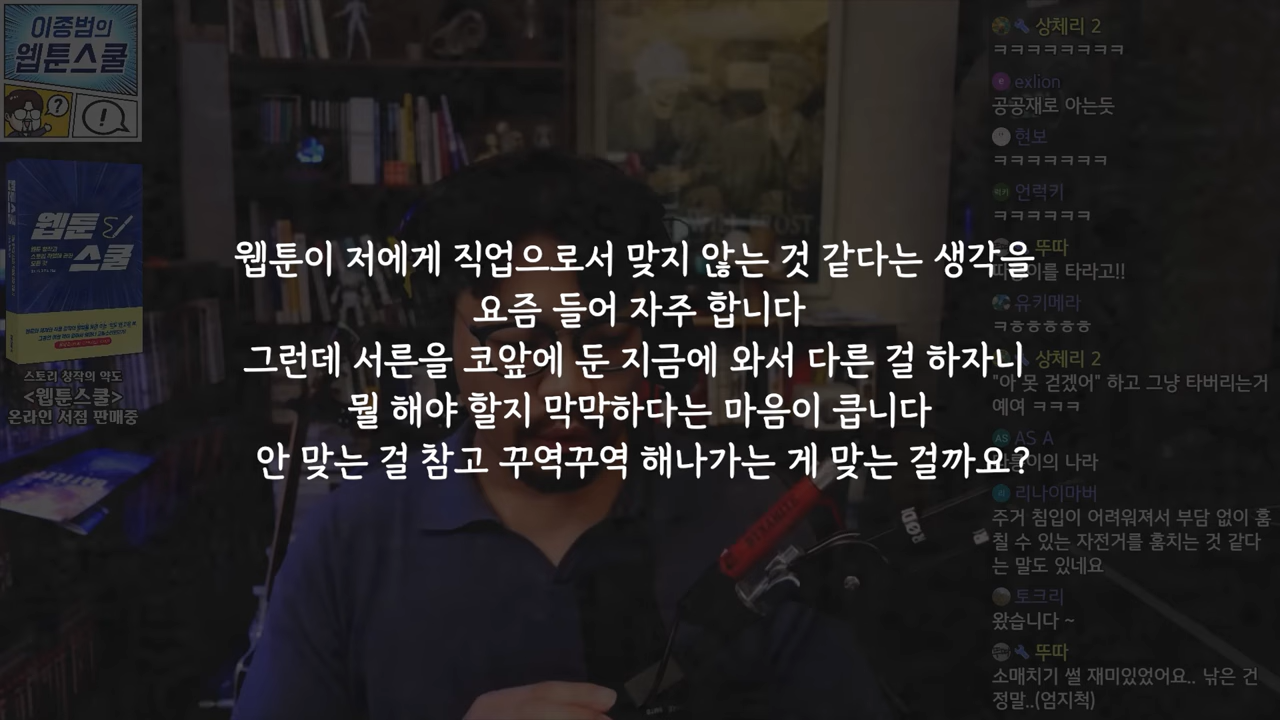 이종범의
웹툰스쿨
웹툰
스쿨
스토리 창작의 약도
<웹툰스쿨>
온라인 서점 판매중
웹툰이 저에게 직업으로서 맞지 않는 것 같다는 생각을
요즘 들어 자주 합니다
그런데 서른을 코앞에 둔 지금에 와서 다른 걸 하자니
뭘 해야 할지 막막하다는 마음이 큽니다
안 맞는 걸 참고 꾸역꾸역 해나가는 게 맞는 걸까요?
RØDE
상체리 2
ㅋㅋㅋㅋㅋㅋㅋㅋ
exlion
공공재로 아는듯
현보
ㅋㅋㅋㅋㅋㅋㅋ
언럭키
ㅋㅋㅋㅋㅋㅋ
뚜따
타라고!!
유키메라
ㅋㅎㅎㅎㅎㅎ
상체리 2
"아 못 걷겠어" 하고 그냥 타버리는거
예여 ㅋㅋㅋ
AS A
나라
리나이마버
주거 침입이 어려워져서 부담 없이 훔
칠 수 있는 자전거를 훔치는 것 같다
는 말도 있네요
토크리
왔습니다 ~
뚜따
소매치기 썰 재미있었어요.. 낚은 건
정말..(엄지척)